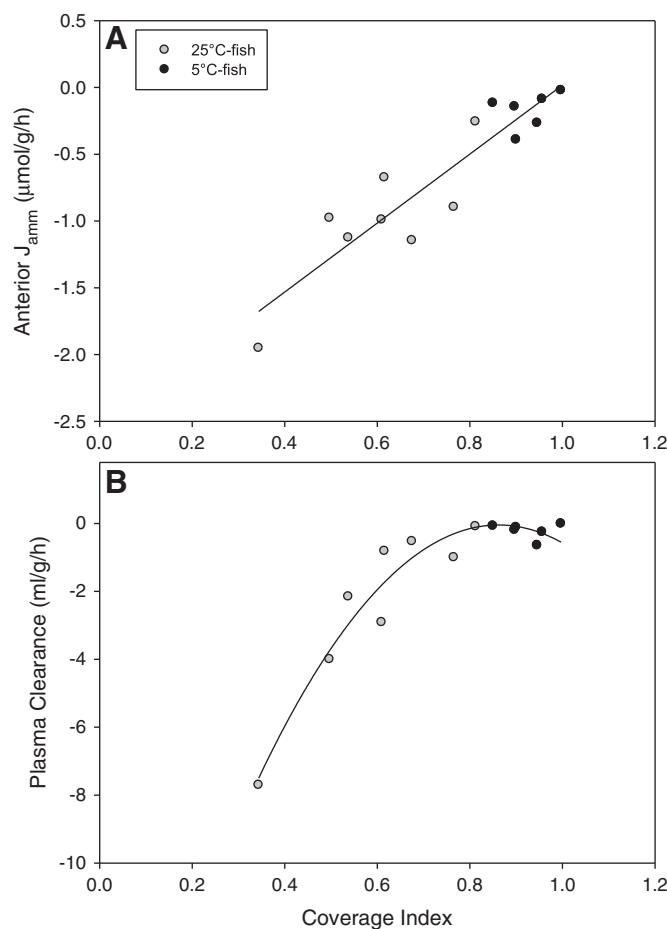 A
25°C-fish
5°C-fish
0.5
0.0
-0.5
-1.0
-1.5
-2.0
-2.5
Anterior Jamm (μmol/g/h)
0.0 0.2 0.4 0.6 0.8 1.0 1.2
B
0
-2
-4
-6
-8
-10
Plasma Clearance (ml/g/h)
0.0 0.2 0.4 0.6 0.8 1.0 1.2
Coverage Index